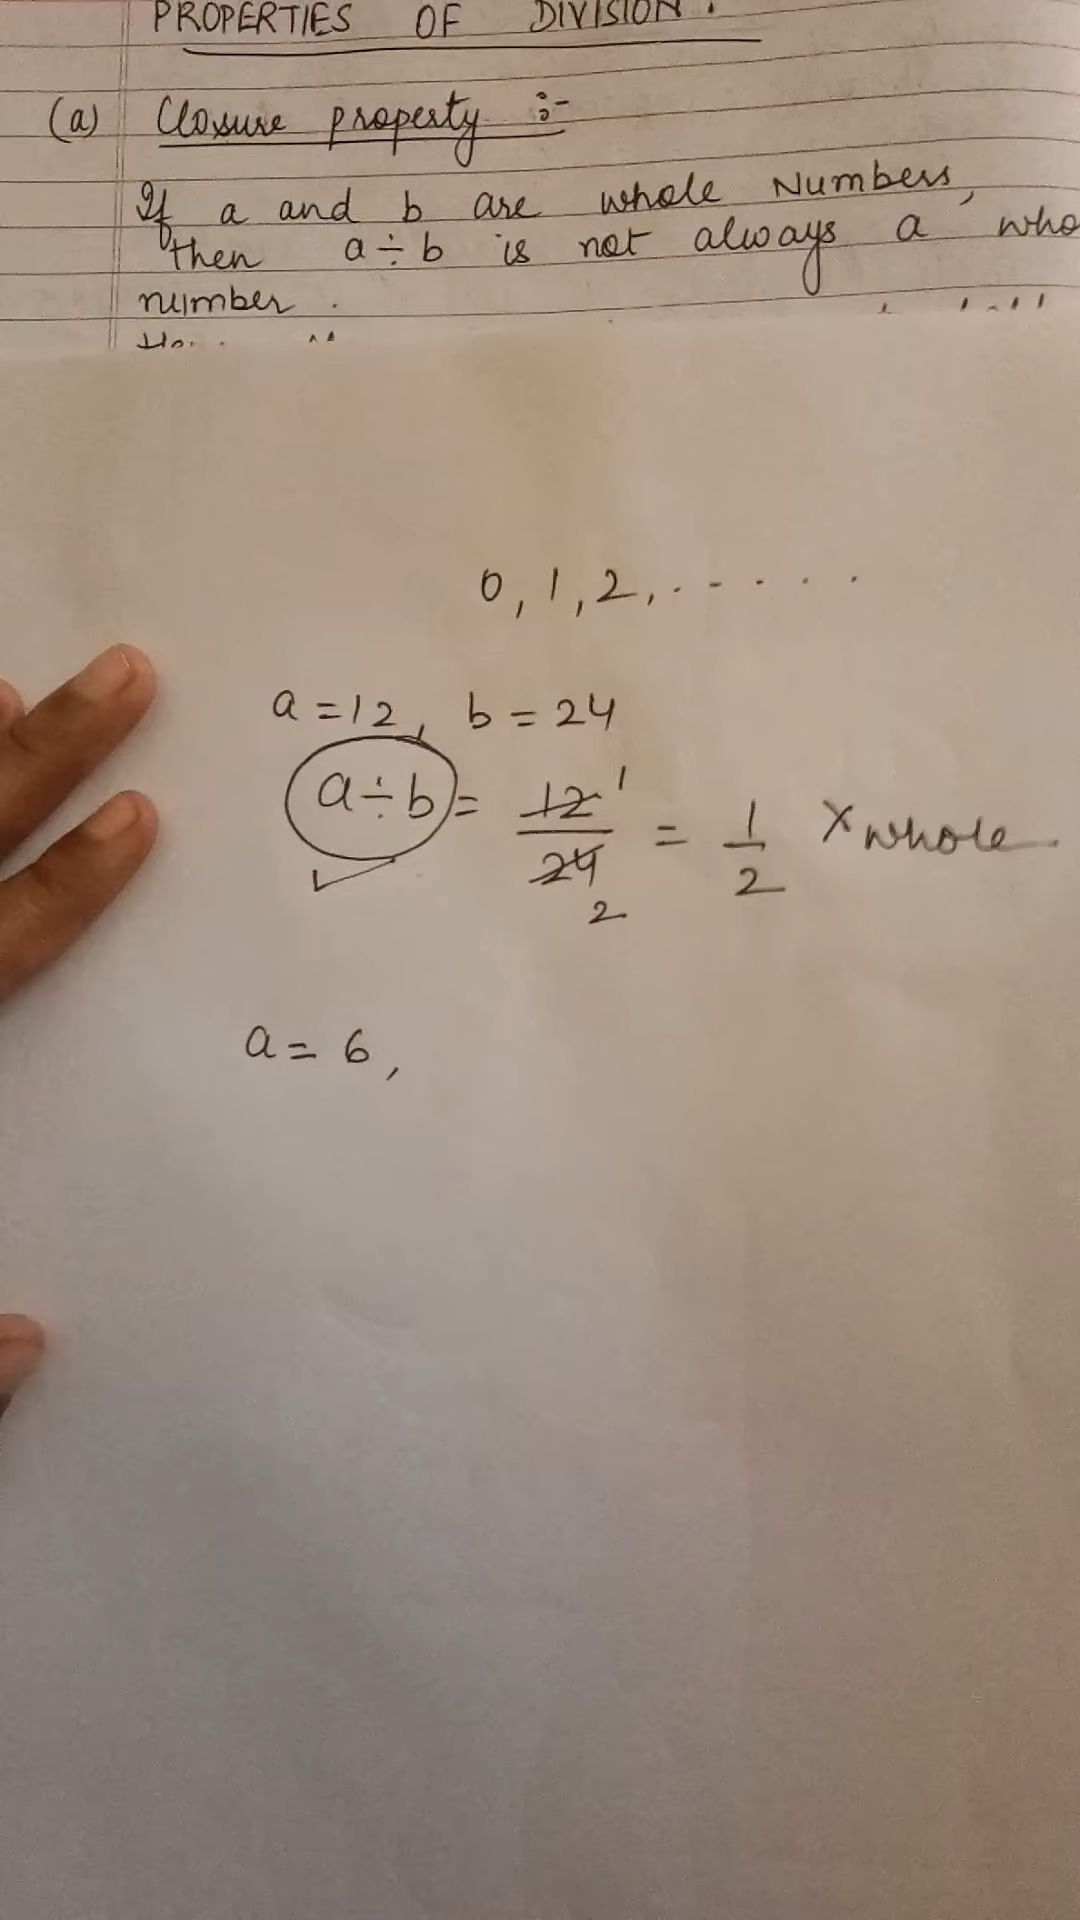 PROPERTIES OF DIVISION :
(a) Closure property :-
If a and b are whole Numbers,
then a ÷ b is not always a who
number .
0, 1, 2, . - - . . .
a = 12, b = 24
a ÷ b = 12/24 1 2 = 1/2 × whole.
a = 6,